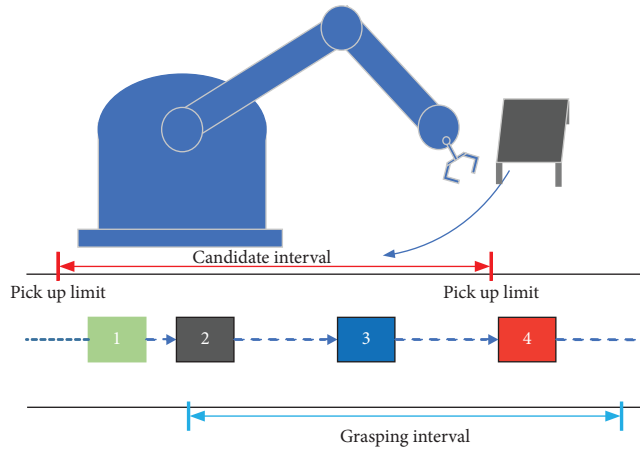 Candidate interval
Pick up limit
Pick up limit
1
2
3
4
Grasping interval